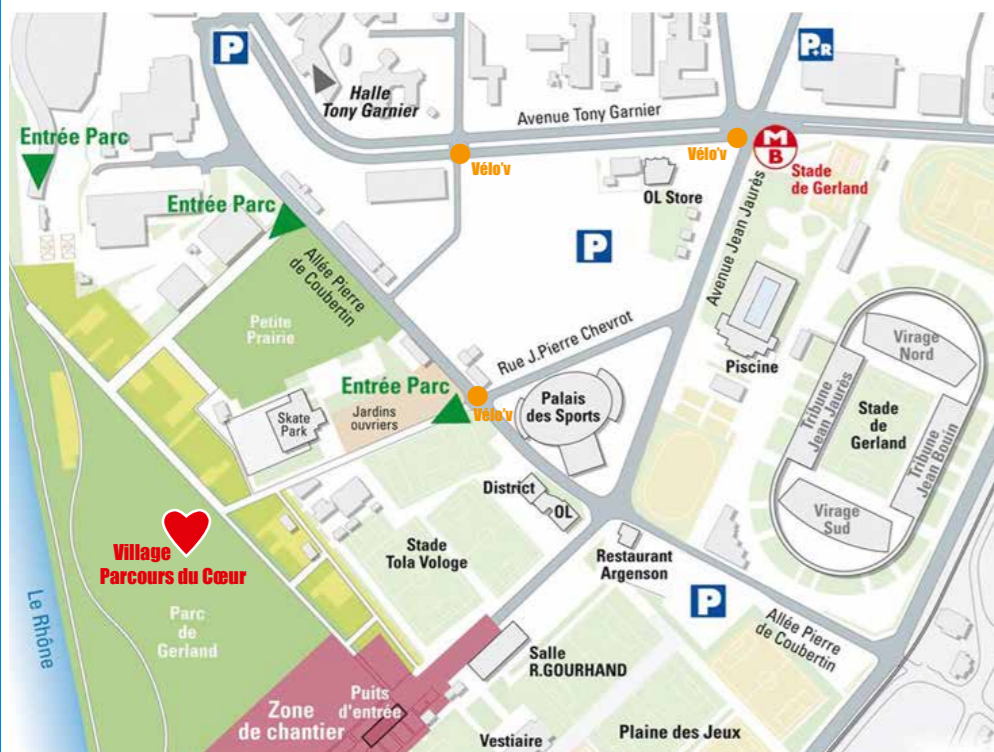 P
P+R
Halle
Tony Garnier
Avenue Tony Garnier
Entrée Parc
Vélo'v
Vélo'v
M
B
Stade
de Gerland
OL Store
Entrée Parc
P
Avenue Jean Jaurès
Allée Pierre
de Coubertin
Petite
Prairie
Rue J.Pierre Chevrot
Piscine
Virage
Nord
Entrée Parc
Jardins
ouvriers
Vélo'v
Skate
Park
Palais
des Sports
Tribune
Jean Jaurès
Stade
de
Gerland
Tribune
Jean Bouin
District
OL
Virage
Sud
Village
Parcours du Cœur
Stade
Tola Vologe
Restaurant
Argenson
P
Le Rhône
Parc
de
Gerland
Allée Pierre
de Coubertin
Salle
R.GOURHAND
Puits
d'entrée
Zone
de chantier
Vestiaire
Plaine des Jeux